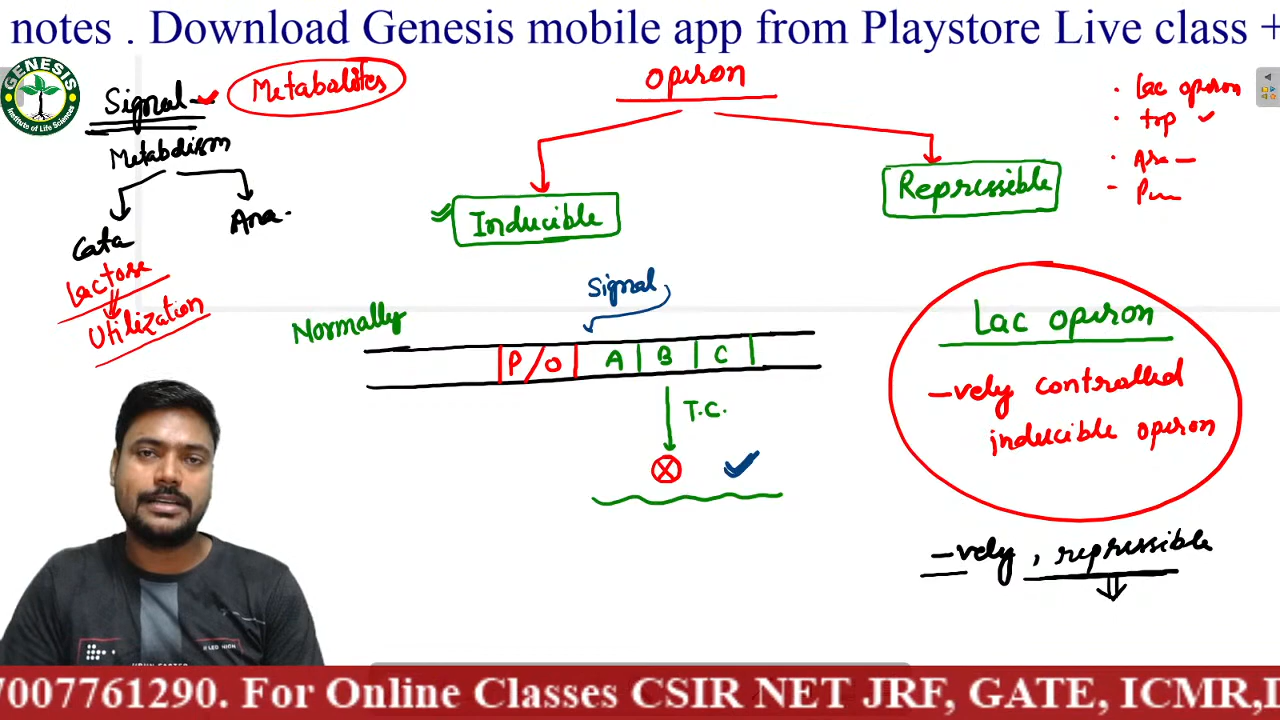 notes . Download Genesis mobile app from Playstore Live class +
GENESIS
Institute of Life Sciences
Signal
Metabolites
Metabolism
Cata
Ana.
Lactose
Utilization
Operon
Inducible
Repressible
• Lac operon
• trp
• Ara
Normally
Signal
P/O A B C
T.C.
Lac operon
–vely controlled
inducible operon
–vely , repressible
7007761290. For Online Classes CSIR NET JRF, GATE, ICMR,